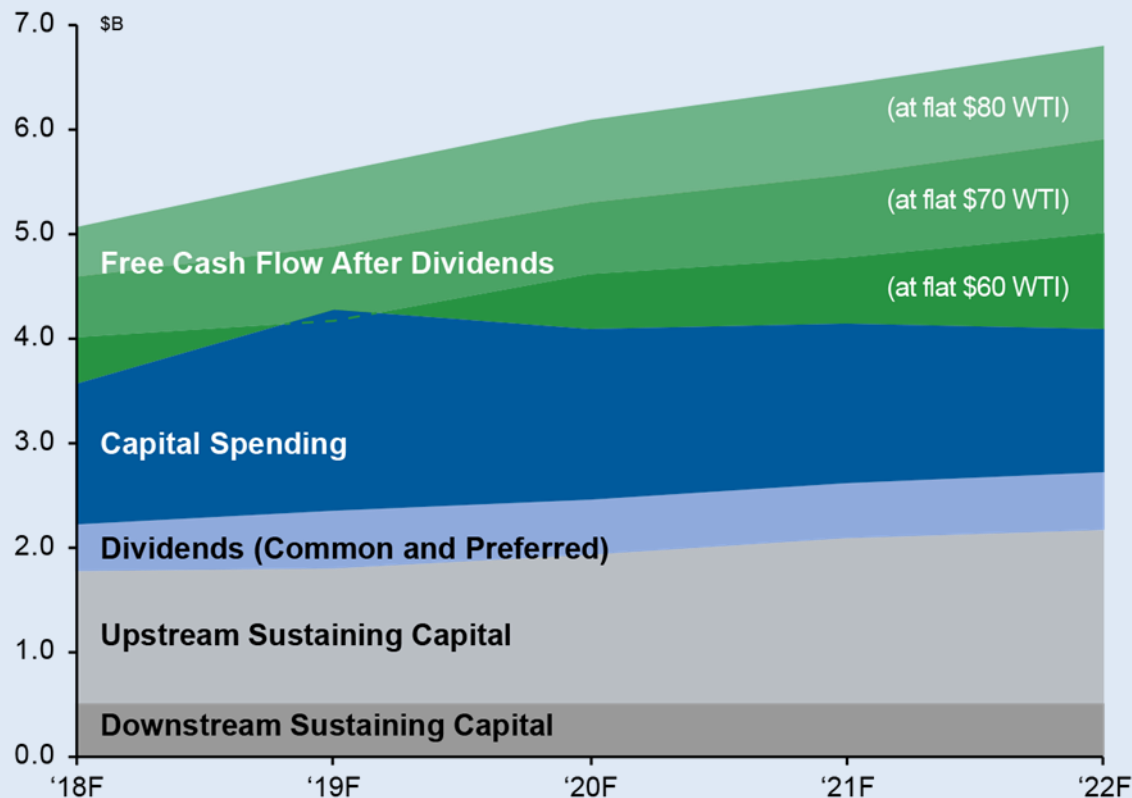 7.0
$B
6.0
5.0
4.0
3.0
2.0
1.0
0.0
(at flat $80 WTI)
(at flat $70 WTI)
Free Cash Flow After Dividends
(at flat $60 WTI)
Capital Spending
Dividends (Common and Preferred)
Upstream Sustaining Capital
Downstream Sustaining Capital
‘18F
‘19F
‘20F
‘21F
‘22F